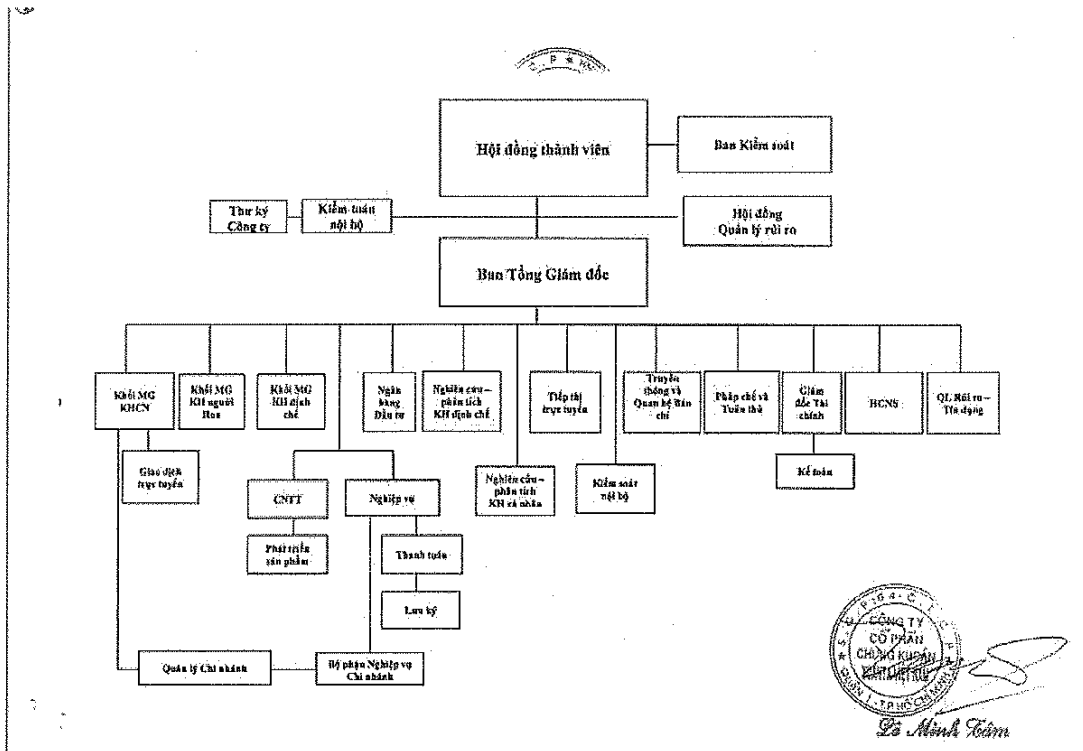 C.P ★
Hội đồng thành viên
Ban Kiểm soát
Thư ký
Công ty
Kiểm toán
nội bộ
Hội đồng
Quản lý rủi ro
Ban Tổng Giám đốc
Khối MG
KHCN
Khối MG
KH người
Hoa
Khối MG
KH định
chế
Ngân
hàng
Đầu tư
Nghiên cứu –
phân tích
KH định chế
Tiếp thị
trực tuyến
Truyền
thông và
Quan hệ Báo
chí
Pháp chế và
Tuân thủ
Giám
đốc Tài
chính
HCNS
QL Rủi ro –
Tín dụng
Giao dịch
trực tuyến
CNTT
Nghiệp vụ
Nghiên cứu –
phân tích
KH cá nhân
Kiểm soát
nội bộ
Kế toán
Phát triển
sản phẩm
Thanh toán
Lưu ký
Quản lý Chi nhánh
Bộ phận Nghiệp vụ
Chi nhánh
CÔNG TY
CỔ PHẦN
CHỨNG KHOÁN
QUẬN 1 - T.P HỒ CHÍ MINH
Lê Minh Tâm